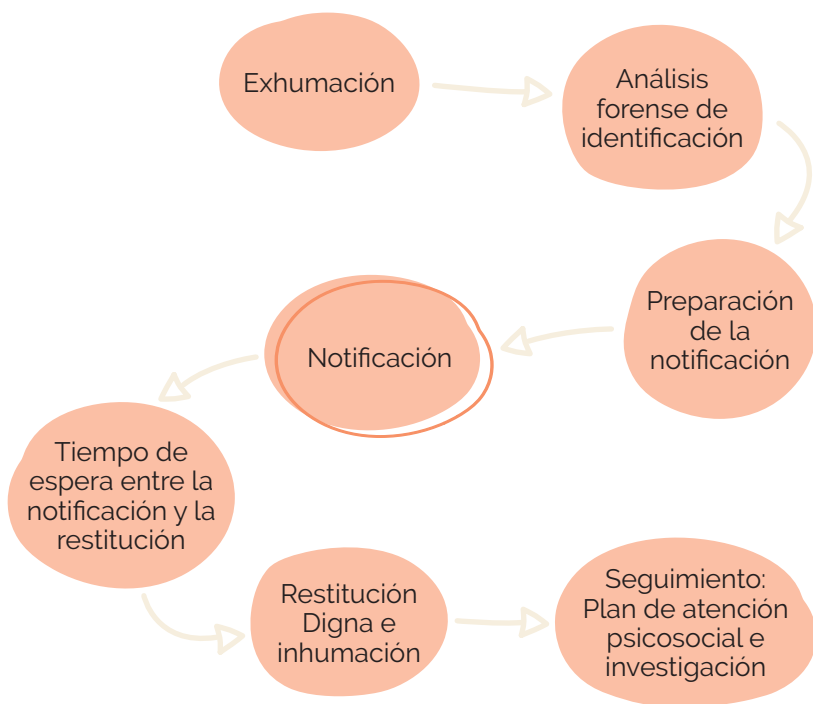 Exhumación
Análisis
forense de
identificación
Preparación
de la
notificación
Notificación
Tiempo de
espera entre la
notificación y la
restitución
Restitución
Digna e
inhumación
Seguimiento:
Plan de atención
psicosocial e
investigación